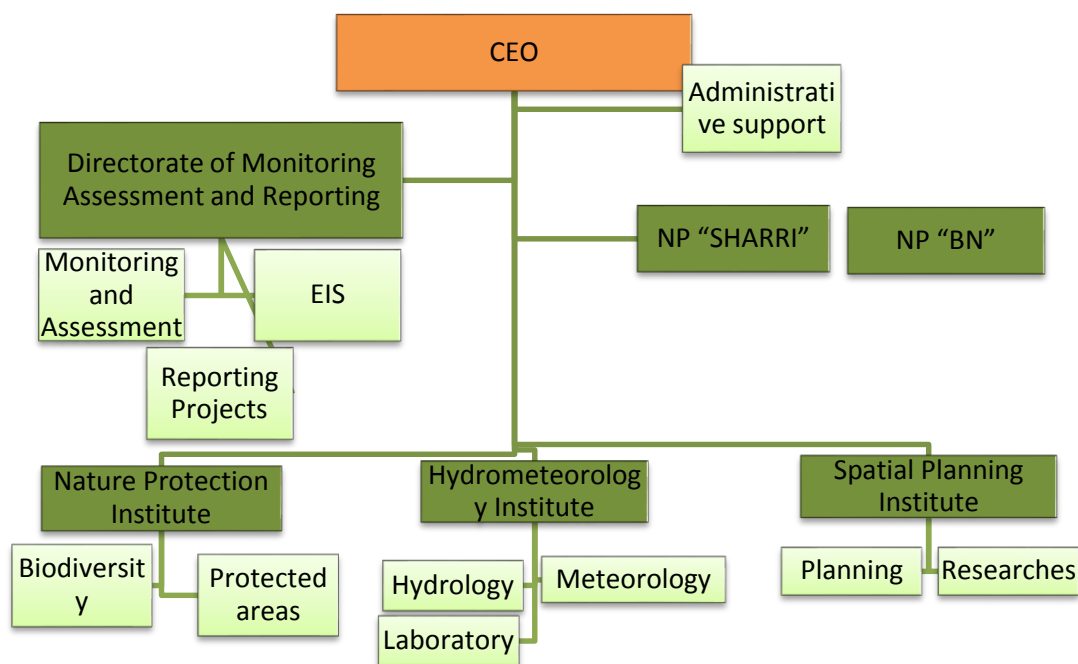 CEO
Administrati
ve support
Directorate of Monitoring
Assessment and Reporting
NP “SHARRI”
NP “BN”
Monitoring
and
Assessment
EIS
Reporting
Projects
Nature Protection
Institute
Hydrometeorolog
y Institute
Spatial Planning
Institute
Biodiversit
y
Protected
areas
Hydrology
Meteorology
Laboratory
Planning
Researches